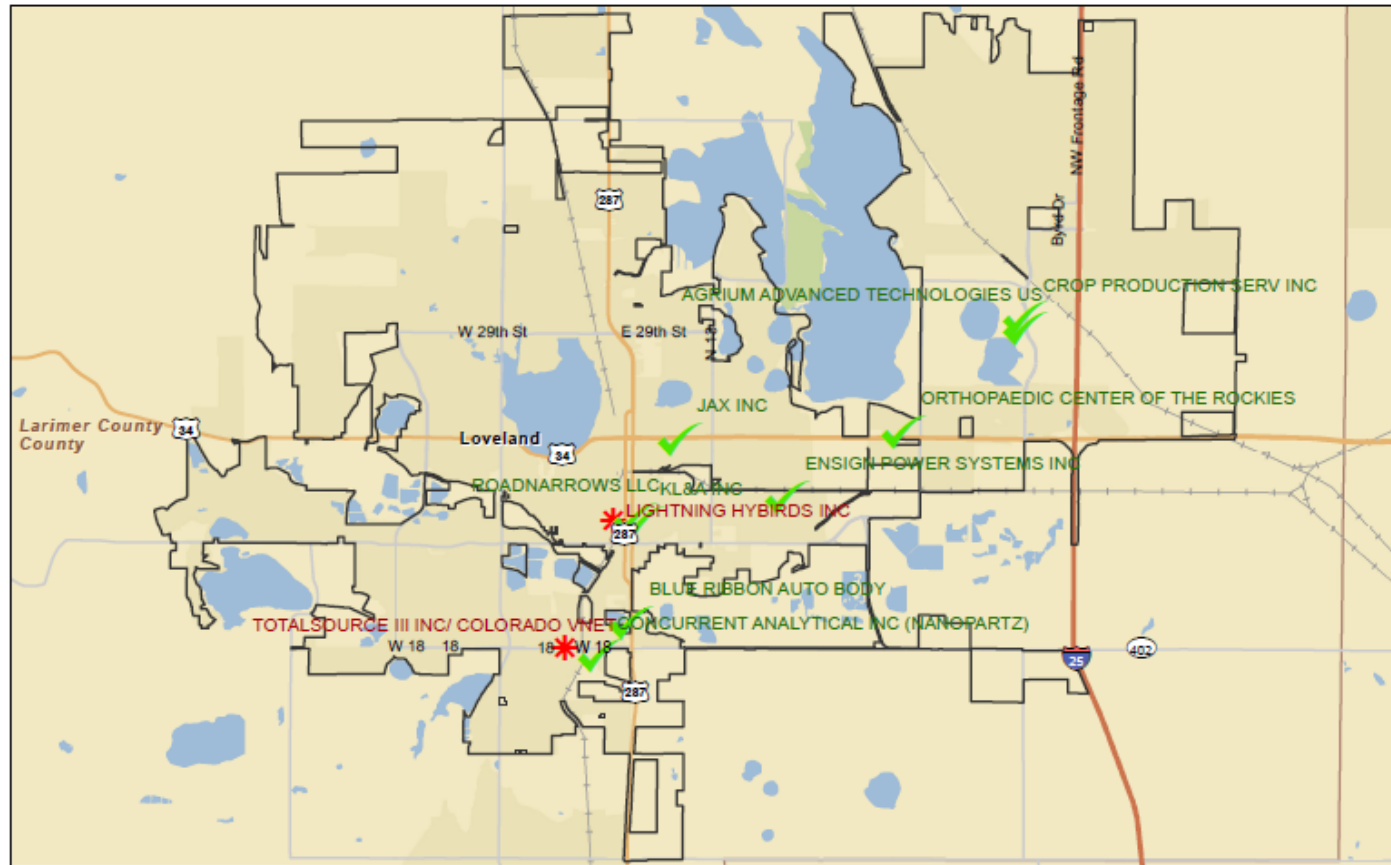 NW Frontage Rd
287
Byrd Dr
AGRIUM ADVANCED TECHNOLOGIES US
CROP PRODUCTION SERV INC
W 29th St
E 29th St
JAX INC
ORTHOPAEDIC CENTER OF THE ROCKIES
Larimer County
County
34
Loveland
34
ENSIGN POWER SYSTEMS INC
ROADNARROWS LLC
KL&A INC
LIGHTNING HYBIRDS INC
287
BLUE RIBBON AUTO BODY
TOTALSOURCE III INC/ COLORADO VNET
CONCURRENT ANALYTICAL INC (NANOPARTZ)
W 18
18
18
W 18
402
25
287